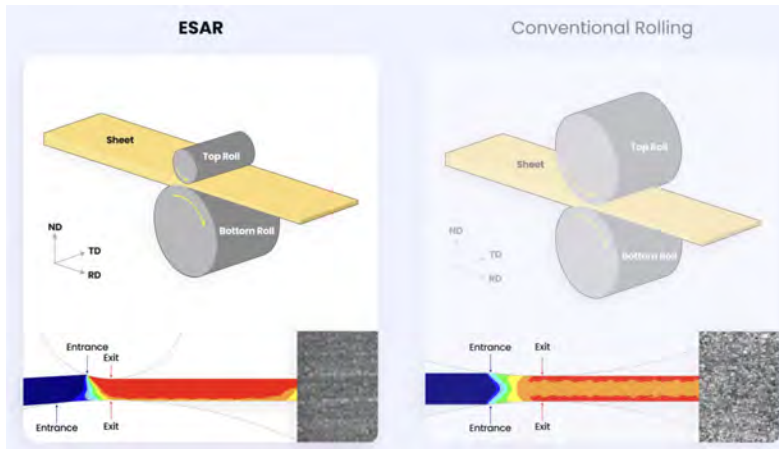 ESAR
Conventional Rolling
Sheet
Top Roll
Bottom Roll
ND
TD
RD
Sheet
Top Roll
Bottom Roll
ND
TD
RD
Entrance
Exit
Entrance
Exit
Entrance
Exit
Entrance
Exit